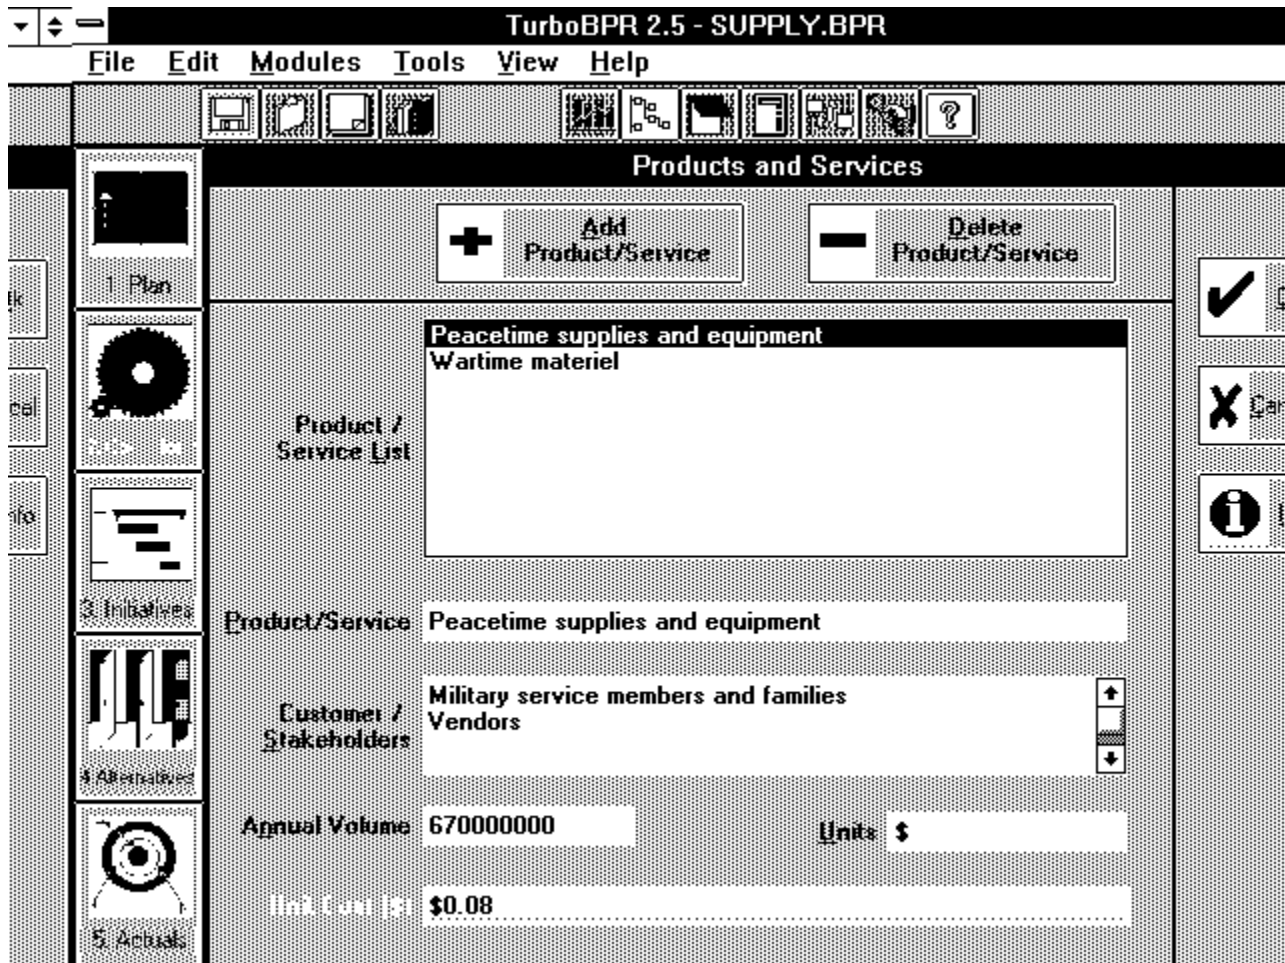 TurboBPR 2.5 - SUPPLY.BPR
File Edit Modules Tools View Help
Products and Services
Add
Product/Service
Delete
Product/Service
1. Plan
Peacetime supplies and equipment
Wartime materiel
Product /
Service List
3. Initiatives
Product/Service Peacetime supplies and equipment
Military service members and families
Vendors
Customer /
Stakeholders
4 Alternatives
Annual Volume 670000000
Units $
Unit Cost ($) $0.08
5. Actuals